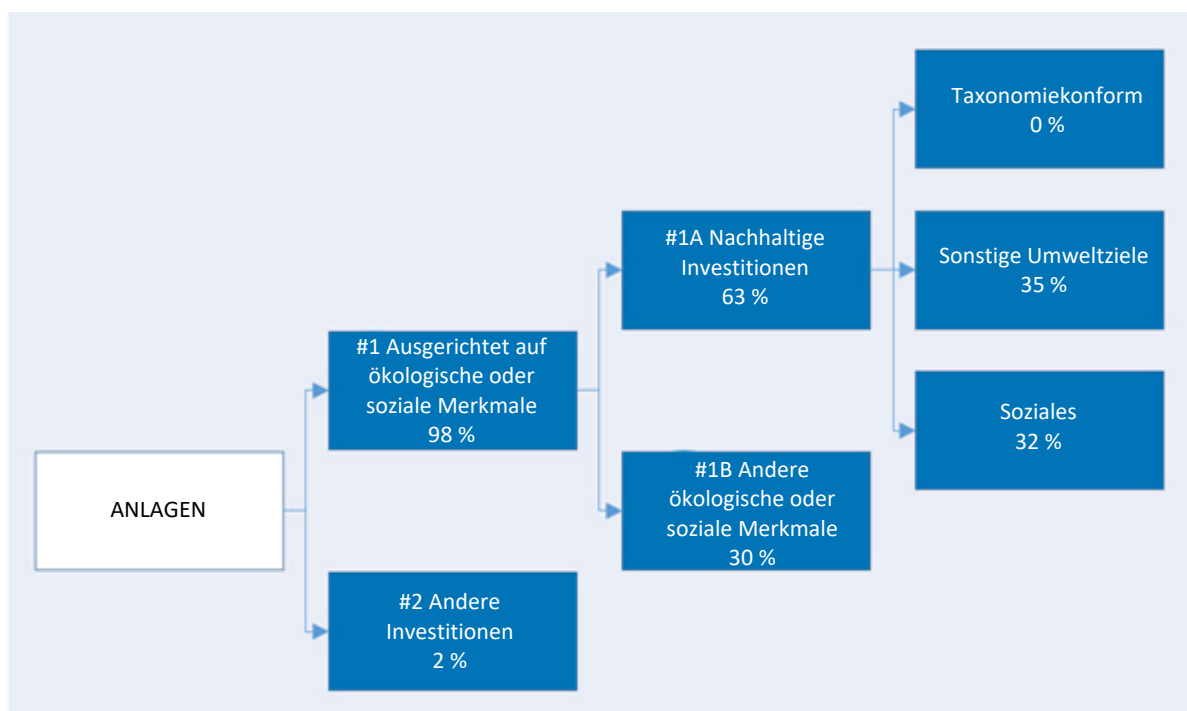 ANLAGEN
#1 Ausgerichtet auf
ökologische oder
soziale Merkmale
98 %
#2 Andere
Investitionen
2 %
#1A Nachhaltige
Investitionen
63 %
#1B Andere
ökologische oder
soziale Merkmale
30 %
Taxonomiekonform
0 %
Sonstige Umweltziele
35 %
Soziales
32 %